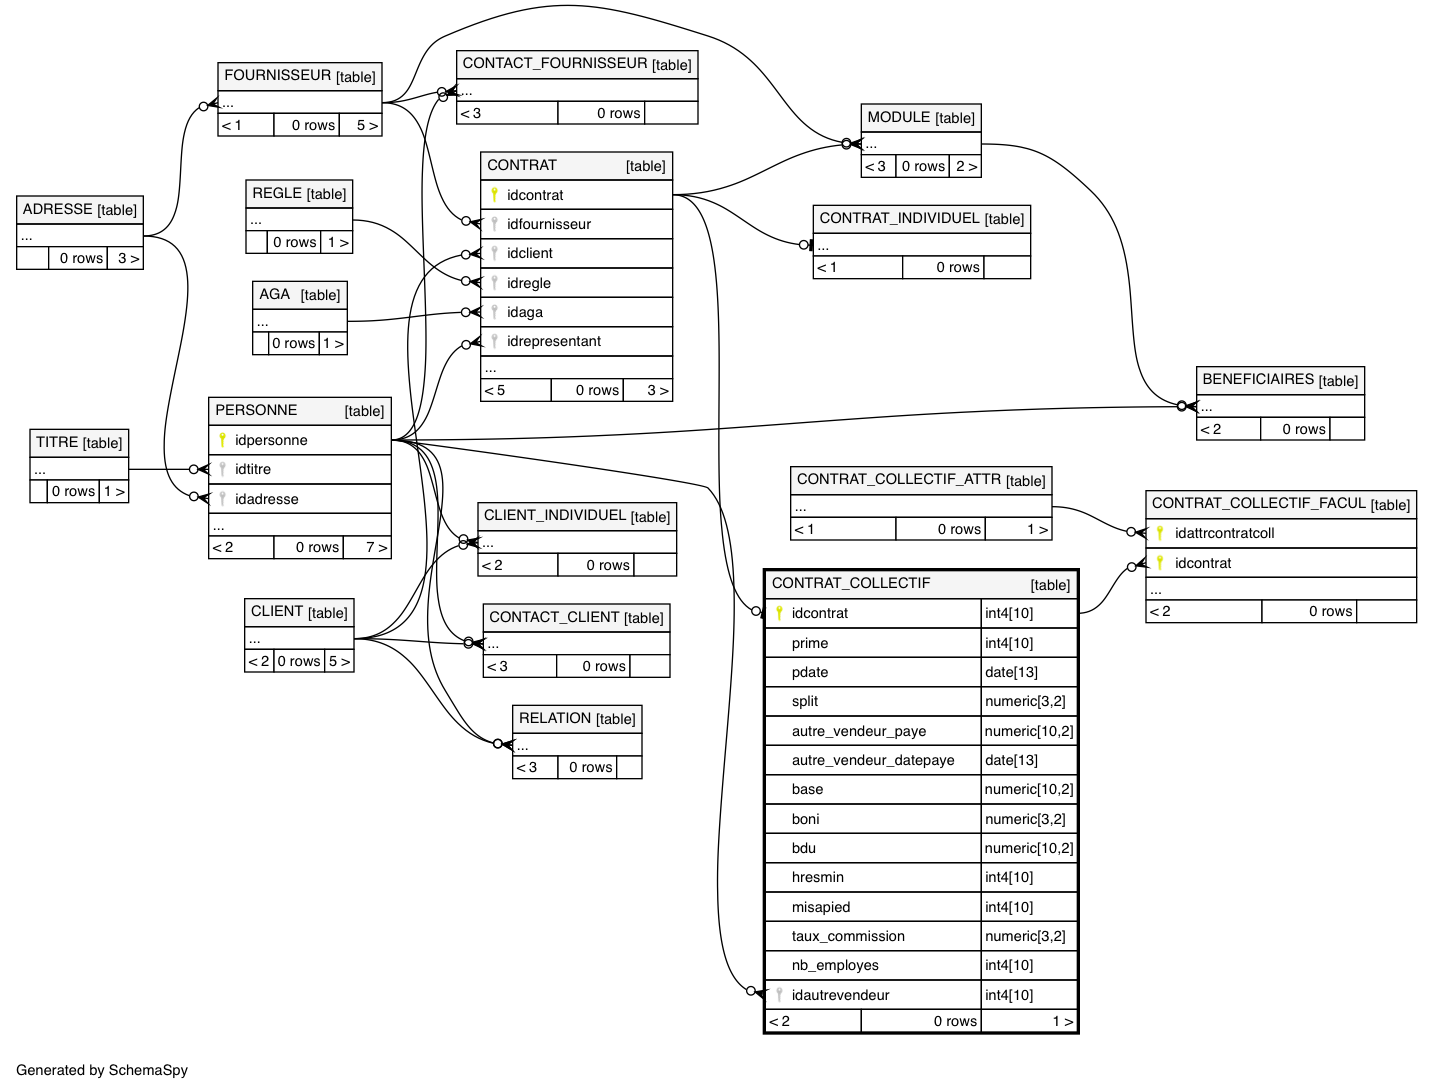 FOURNISSEUR [table]
...
< 1 0 rows 5 >
CONTACT_FOURNISSEUR [table]
...
< 3 0 rows
MODULE [table]
...
< 3 0 rows 2 >
CONTRAT [table]
idcontrat
idfournisseur
idclient
idregle
idaga
idrepresentant
...
< 5 0 rows 3 >
REGLE [table]
...
0 rows 1 >
ADRESSE [table]
...
0 rows 3 >
CONTRAT_INDIVIDUEL [table]
...
< 1 0 rows
AGA [table]
...
0 rows 1 >
BENEFICIAIRES [table]
...
< 2 0 rows
PERSONNE [table]
idpersonne
idtitre
idadresse
...
< 2 0 rows 7 >
TITRE [table]
...
0 rows 1 >
CONTRAT_COLLECTIF_ATTR [table]
...
< 1 0 rows 1 >
CONTRAT_COLLECTIF_FACUL [table]
idattrcontratcoll
idcontrat
...
< 2 0 rows
CLIENT_INDIVIDUEL [table]
...
< 2 0 rows
CLIENT [table]
...
< 2 0 rows 5 >
CONTACT_CLIENT [table]
...
< 3 0 rows
RELATION [table]
...
< 3 0 rows
CONTRAT_COLLECTIF [table]
idcontrat int4[10]
prime int4[10]
pdate date[13]
split numeric[3,2]
autre_vendeur_paye numeric[10,2]
autre_vendeur_datepaye date[13]
base numeric[10,2]
boni numeric[3,2]
bdu numeric[10,2]
hresmin int4[10]
misapied int4[10]
taux_commission numeric[3,2]
nb_employes int4[10]
idautrevendeur int4[10]
< 2 0 rows 1 >
Generated by SchemaSpy